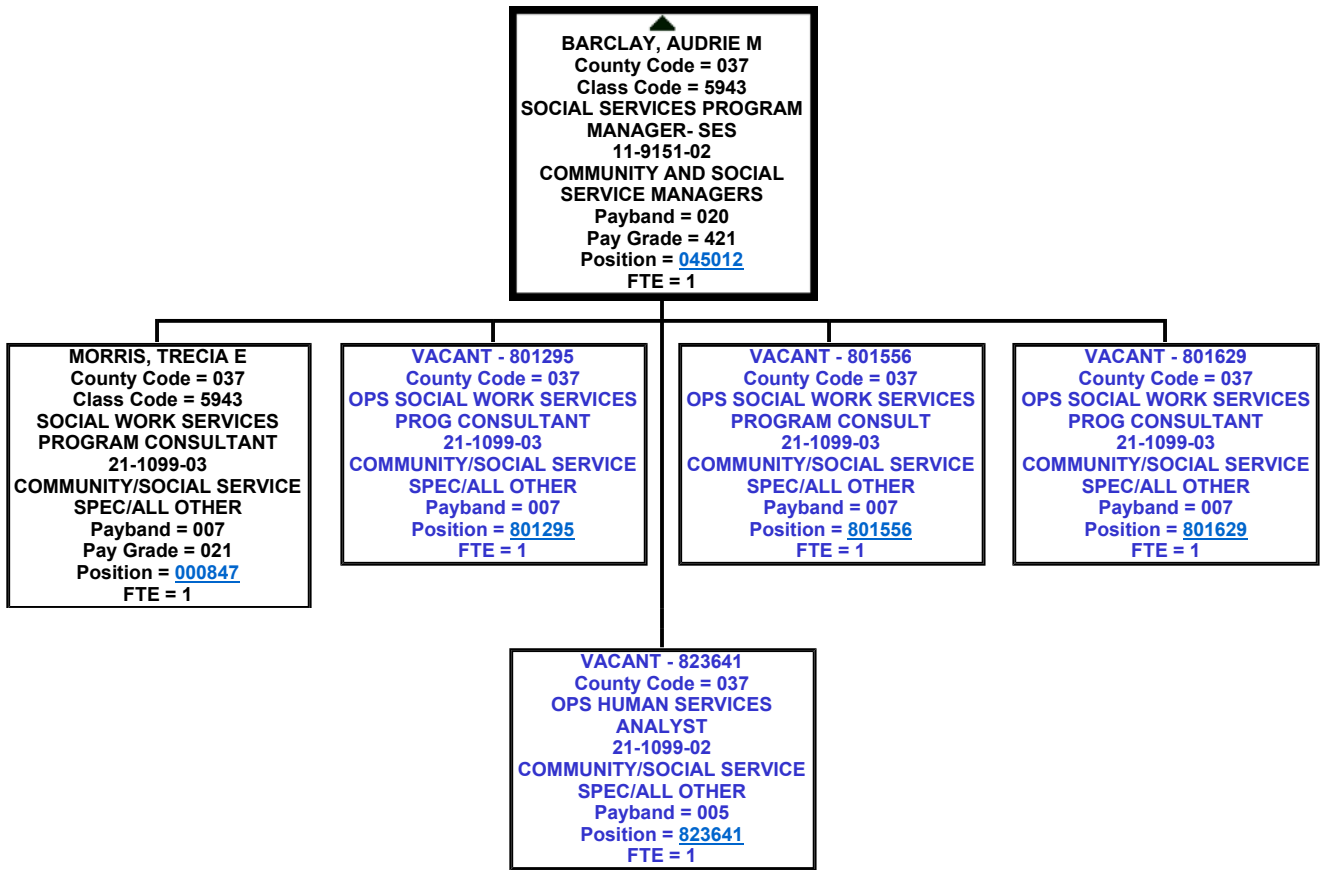 BARCLAY, AUDRIE M
County Code = 037
Class Code = 5943
SOCIAL SERVICES PROGRAM
MANAGER- SES
11-9151-02
COMMUNITY AND SOCIAL
SERVICE MANAGERS
Payband = 020
Pay Grade = 421
Position = 045012
FTE = 1
MORRIS, TRECIA E
County Code = 037
Class Code = 5943
SOCIAL WORK SERVICES
PROGRAM CONSULTANT
21-1099-03
COMMUNITY/SOCIAL SERVICE
SPEC/ALL OTHER
Payband = 007
Pay Grade = 021
Position = 000847
FTE = 1
VACANT - 801295
County Code = 037
OPS SOCIAL WORK SERVICES
PROG CONSULTANT
21-1099-03
COMMUNITY/SOCIAL SERVICE
SPEC/ALL OTHER
Payband = 007
Position = 801295
FTE = 1
VACANT - 801556
County Code = 037
OPS SOCIAL WORK SERVICES
PROGRAM CONSULT
21-1099-03
COMMUNITY/SOCIAL SERVICE
SPEC/ALL OTHER
Payband = 007
Position = 801556
FTE = 1
VACANT - 801629
County Code = 037
OPS SOCIAL WORK SERVICES
PROG CONSULTANT
21-1099-03
COMMUNITY/SOCIAL SERVICE
SPEC/ALL OTHER
Payband = 007
Position = 801629
FTE = 1
VACANT - 823641
County Code = 037
OPS HUMAN SERVICES
ANALYST
21-1099-02
COMMUNITY/SOCIAL SERVICE
SPEC/ALL OTHER
Payband = 005
Position = 823641
FTE = 1